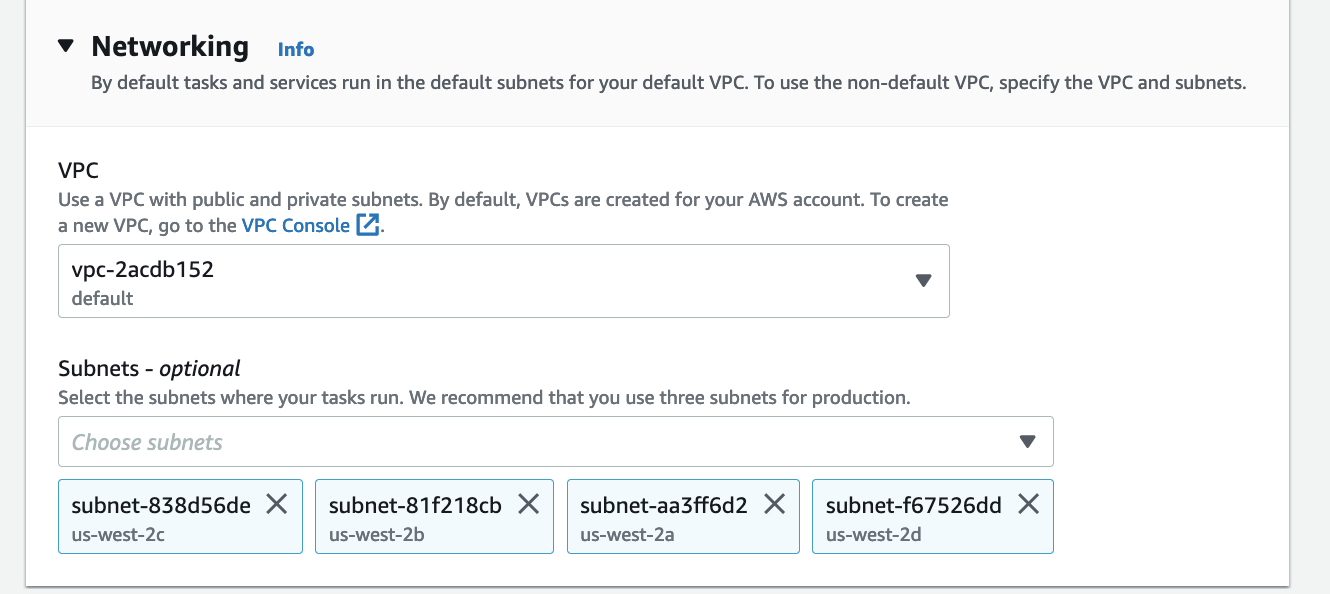 Networking Info
By default tasks and services run in the default subnets for your default VPC. To use the non-default VPC, specify the VPC and subnets.
VPC
Use a VPC with public and private subnets. By default, VPCs are created for your AWS account. To create
a new VPC, go to the VPC Console.
vpc-2acdb152
default
Subnets - optional
Select the subnets where your tasks run. We recommend that you use three subnets for production.
Choose subnets
subnet-838d56de subnet-81f218cb subnet-aa3ff6d2 subnet-f67526dd
us-west-2c us-west-2b us-west-2a us-west-2d